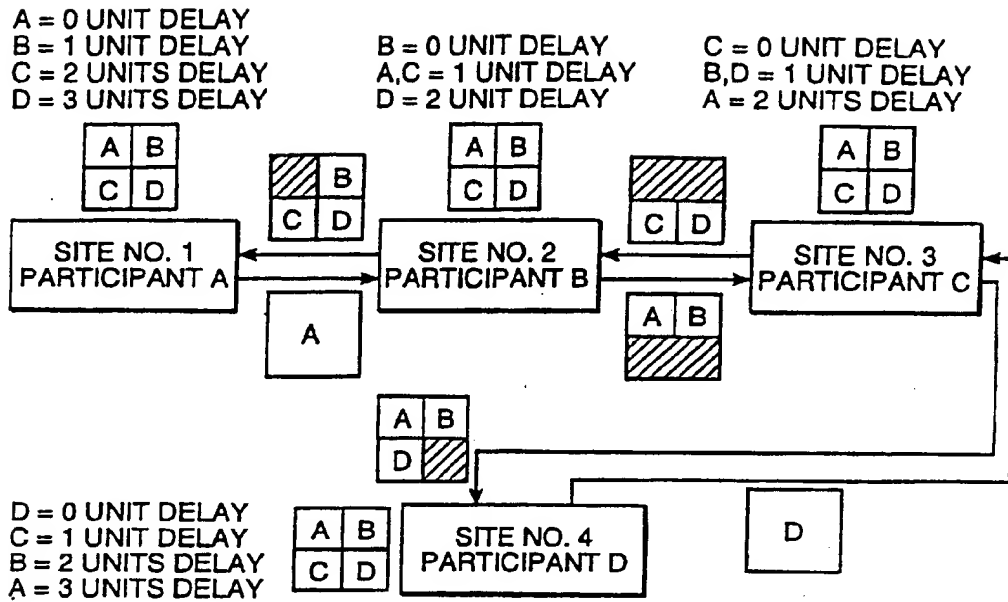 A = 0 UNIT DELAY
B = 1 UNIT DELAY
C = 2 UNITS DELAY
D = 3 UNITS DELAY
B = 0 UNIT DELAY
A,C = 1 UNIT DELAY
D = 2 UNIT DELAY
C = 0 UNIT DELAY
B,D = 1 UNIT DELAY
A = 2 UNITS DELAY
A B
C D
B
C D
A B
C D
C D
A B
C D
SITE NO. 1
PARTICIPANT A
SITE NO. 2
PARTICIPANT B
SITE NO. 3
PARTICIPANT C
A
A B
A B
D
D = 0 UNIT DELAY
C = 1 UNIT DELAY
B = 2 UNITS DELAY
A = 3 UNITS DELAY
A B
C D
SITE NO. 4
PARTICIPANT D
D